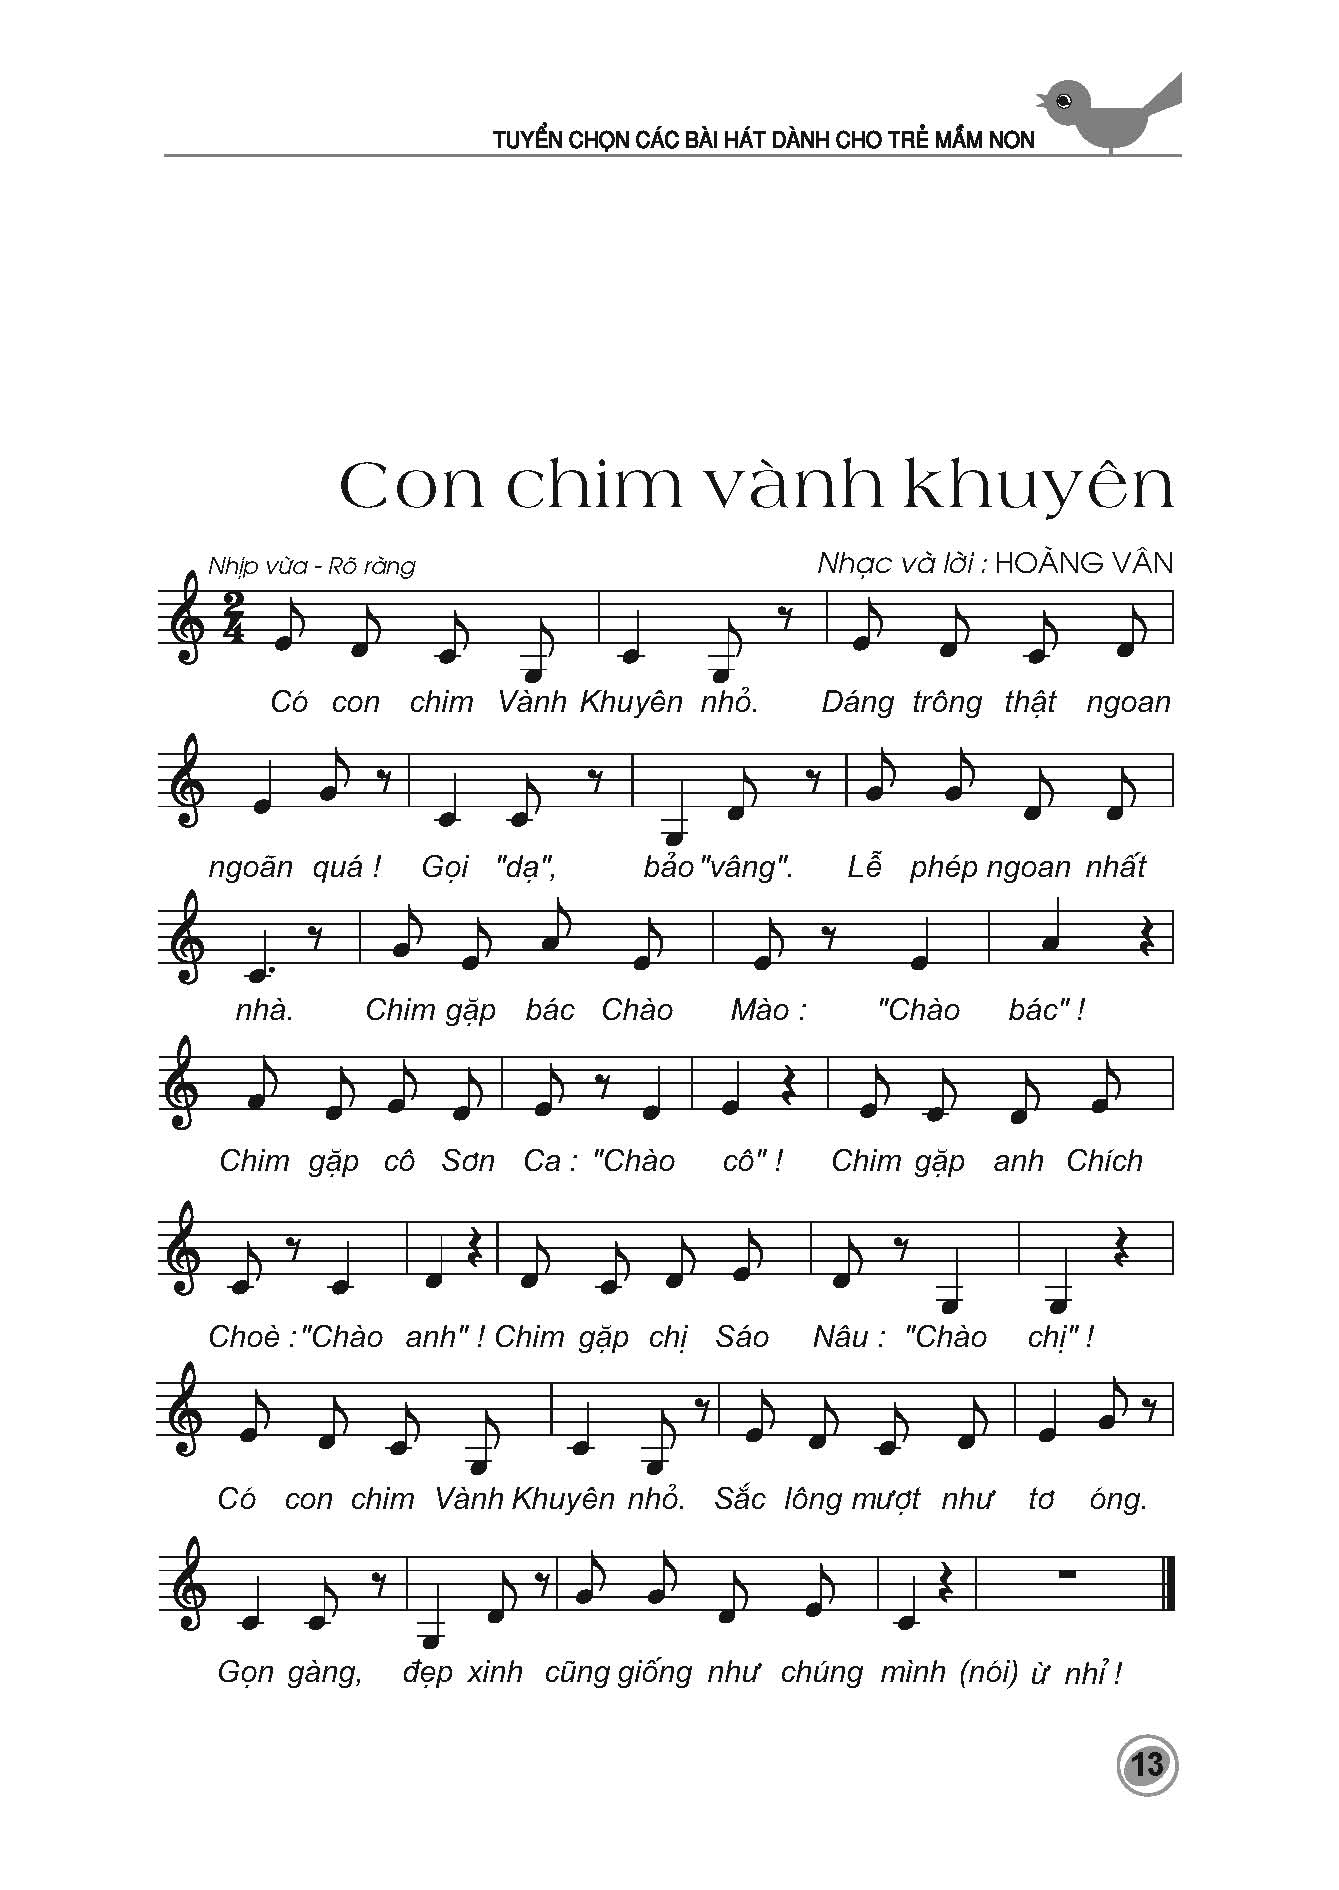 TUYỂN CHỌN CÁC BÀI HÁT DÀNH CHO TRẺ MẦM NON
Con chim vành khuyên
Nhịp vừa - Rõ ràng
Nhạc và lời : HOÀNG VÂN
2
4
Có con chim Vành Khuyên nhỏ. Dáng trông thật ngoan
ngoãn quá ! Gọi "dạ", bảo "vâng". Lễ phép ngoan nhất
nhà. Chim gặp bác Chào Mào : "Chào bác" !
Chim gặp cô Sơn Ca : "Chào cô" ! Chim gặp anh Chích
Choè : "Chào anh" ! Chim gặp chị Sáo Nâu : "Chào chị" !
Có con chim Vành Khuyên nhỏ. Sắc lông mượt như tơ óng.
Gọn gàng, đẹp xinh cũng giống như chúng mình (nói) ừ nhỉ !
13